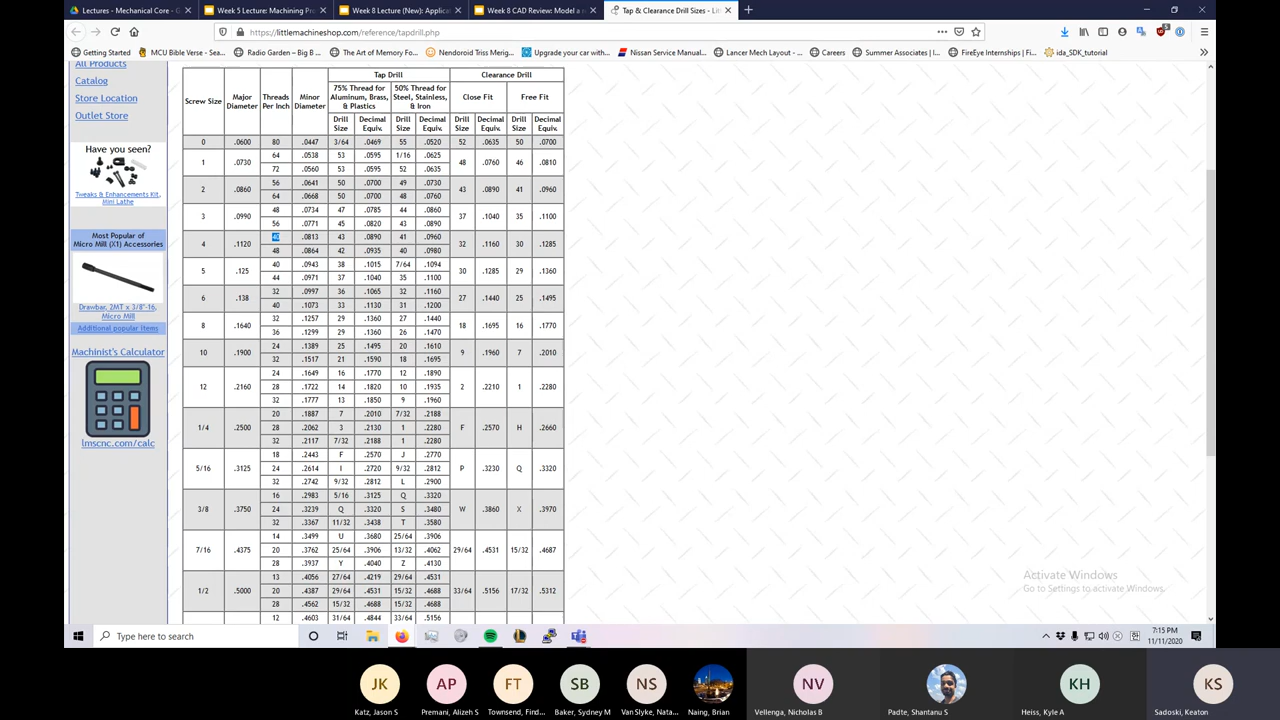 Lectures - Mechanical Core - G
Week 5 Lecture: Machining Pr
Week 8 Lecture (New): Applicat
Week 8 CAD Review: Model a r
Tap & Clearance Drill Sizes - Litt
https://littlemachineshop.com/reference/tapdrill.php
Getting Started
MCU Bible Verse - Sea...
Radio Garden – Big B...
The Art of Memory Fo...
Nendoroid Triss Merig...
Upgrade your car with...
Nissan Service Manual...
Lancer Mech Layout - ...
Careers
Summer Associates | ...
FireEye Internships | Fi...
ida_SDK_tutorial
All Products
Catalog
Store Location
Outlet Store
Have you seen?
Tweaks & Enhancements Kit,
Mini Lathe
Most Popular of
Micro Mill (X1) Accessories
Drawbar, 2MT x 3/8"-16,
Micro Mill
Additional popular items
Machinist's Calculator
lmscnc.com/calc
Tap Drill Clearance Drill
Screw Size Major Diameter Threads Per Inch Minor Diameter 75% Thread for Aluminum, Brass, & Plastics 50% Thread for Steel, Stainless, & Iron Close Fit Free Fit
Drill Size Decimal Equiv. Drill Size Decimal Equiv. Drill Size Decimal Equiv. Drill Size Decimal Equiv.
0 .0600 80 .0447 3/64 .0469 55 .0520 52 .0635 50 .0700
1 .0730 64 .0538 53 .0595 1/16 .0625 48 .0760 46 .0810
72 .0560 53 .0595 52 .0635
2 .0860 56 .0641 50 .0700 49 .0730 43 .0890 41 .0960
64 .0668 50 .0700 48 .0760
3 .0990 48 .0734 47 .0785 44 .0860 37 .1040 35 .1100
56 .0771 45 .0820 43 .0890
4 .1120 40 .0813 43 .0890 41 .0960 32 .1160 30 .1285
48 .0864 42 .0935 40 .0980
5 .125 40 .0943 38 .1015 7/64 .1094 30 .1285 29 .1360
44 .0971 37 .1040 35 .1100
6 .138 32 .0997 36 .1065 32 .1160 27 .1440 25 .1495
40 .1073 33 .1130 31 .1200
8 .1640 32 .1257 29 .1360 27 .1440 18 .1695 16 .1770
36 .1299 29 .1360 26 .1470
10 .1900 24 .1389 25 .1495 20 .1610 9 .1960 7 .2010
32 .1517 21 .1590 18 .1695
12 .2160 24 .1649 16 .1770 12 .1890 2 .2210 1 .2280
28 .1722 14 .1820 10 .1935
32 .1777 13 .1850 9 .1960
1/4 .2500 20 .1887 7 .2010 7/32 .2188 F .2570 H .2660
28 .2062 3 .2130 1 .2280
32 .2117 7/32 .2188 1 .2280
5/16 .3125 18 .2443 F .2570 J .2770 P .3230 Q .3320
24 .2614 I .2720 9/32 .2812
32 .2742 9/32 .2812 L .2900
3/8 .3750 16 .2983 5/16 .3125 Q .3320 W .3860 X .3970
24 .3239 Q .3320 S .3480
32 .3367 11/32 .3438 T .3580
7/16 .4375 14 .3499 U .3680 25/64 .3906 29/64 .4531 15/32 .4687
20 .3762 25/64 .3906 13/32 .4062
28 .3937 Y .4040 Z .4130
1/2 .5000 13 .4056 27/64 .4219 29/64 .4531 33/64 .5156 17/32 .5312
20 .4387 29/64 .4531 15/32 .4688
28 .4562 15/32 .4688 15/32 .4688
12 .4603 31/64 .4844 33/64 .5156
Activate Windows
Go to Settings to activate Windows.
Type here to search
7:15 PM
11/11/2020
JK
AP
FT
SB
NS
NV
KH
KS
Katz, Jason S
Premani, Alizeh S
Townsend, Find...
Baker, Sydney M
Van Slyke, Nata...
Naing, Brian
Vellenga, Nicholas B
Padte, Shantanu S
Heiss, Kyle A
Sadoski, Keaton